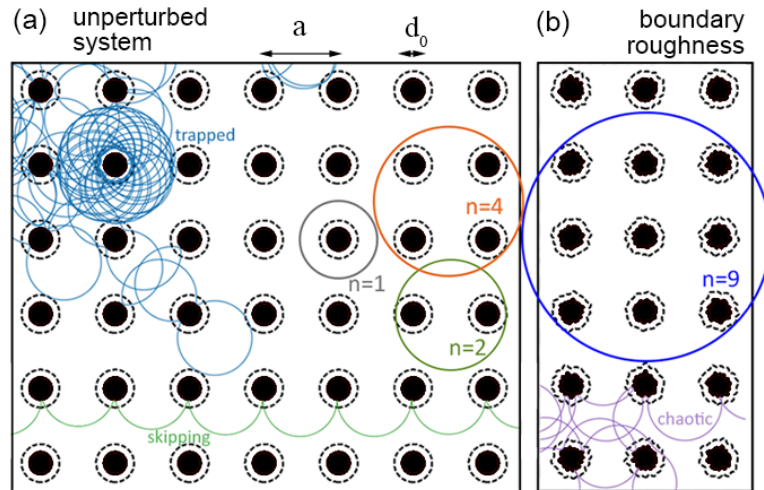 (a) unperturbed
system
a
d₀
(b) boundary
roughness
trapped
n=4
n=1
n=2
n=9
skipping
chaotic